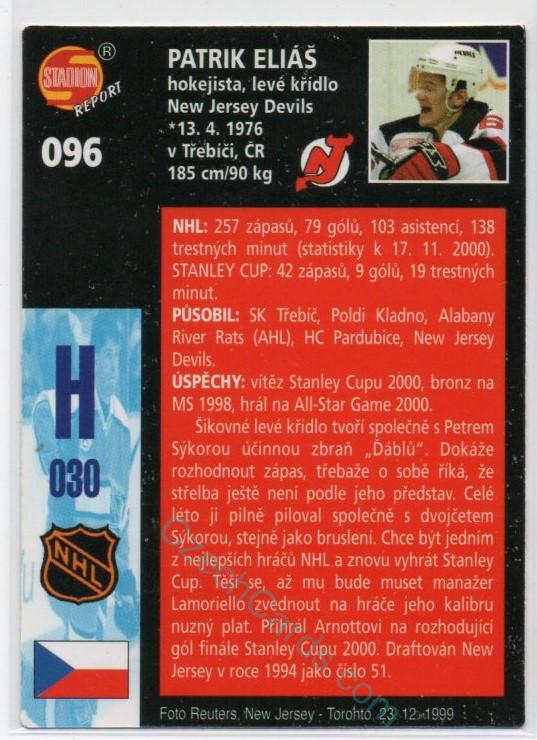 STADION ®
REPORT
096
PATRIK ELIÁŠ
hokejista, levé křídlo
New Jersey Devils
*13. 4. 1976
v Třebíči, ČR
185 cm/90 kg
NHL: 257 zápasů, 79 gólů, 103 asistencí, 138
trestných minut (statistiky k 17. 11. 2000).
STANLEY CUP: 42 zápasů, 9 gólů, 19 trestných
minut.
PŮSOBIL: SK Třebíč, Poldi Kladno, Alabany
River Rats (AHL), HC Pardubice, New Jersey
Devils.
ÚSPĚCHY: vítěz Stanley Cupu 2000, bronz na
MS 1998, hrál na All-Star Game 2000.
Šikovné levé křídlo tvoří společně s Petrem
Sýkorou účinnou zbraň „Ďáblů“. Dokáže
rozhodnout zápas, třebaže o sobě říká, že
střelba ještě není podle jeho představ. Celé
léto ji pilně piloval společně s dvojčetem
Sýkorou, stejně jako bruslení. Chce být jedním
z nejlepších hráčů NHL a znovu vyhrát Stanley
Cup. Těší se, až mu bude muset manažer
Lamoriello zvednout na hráče jeho kalibru
nuzný plat. Přihrál Arnottovi na rozhodující
gól finále Stanley Cup 2000. Draftován New
Jersey v roce 1994 jako číslo 51.
H
030
NHL
Foto Reuters, New Jersey - Torohto, 23. 12. 1999
CzechCards.com